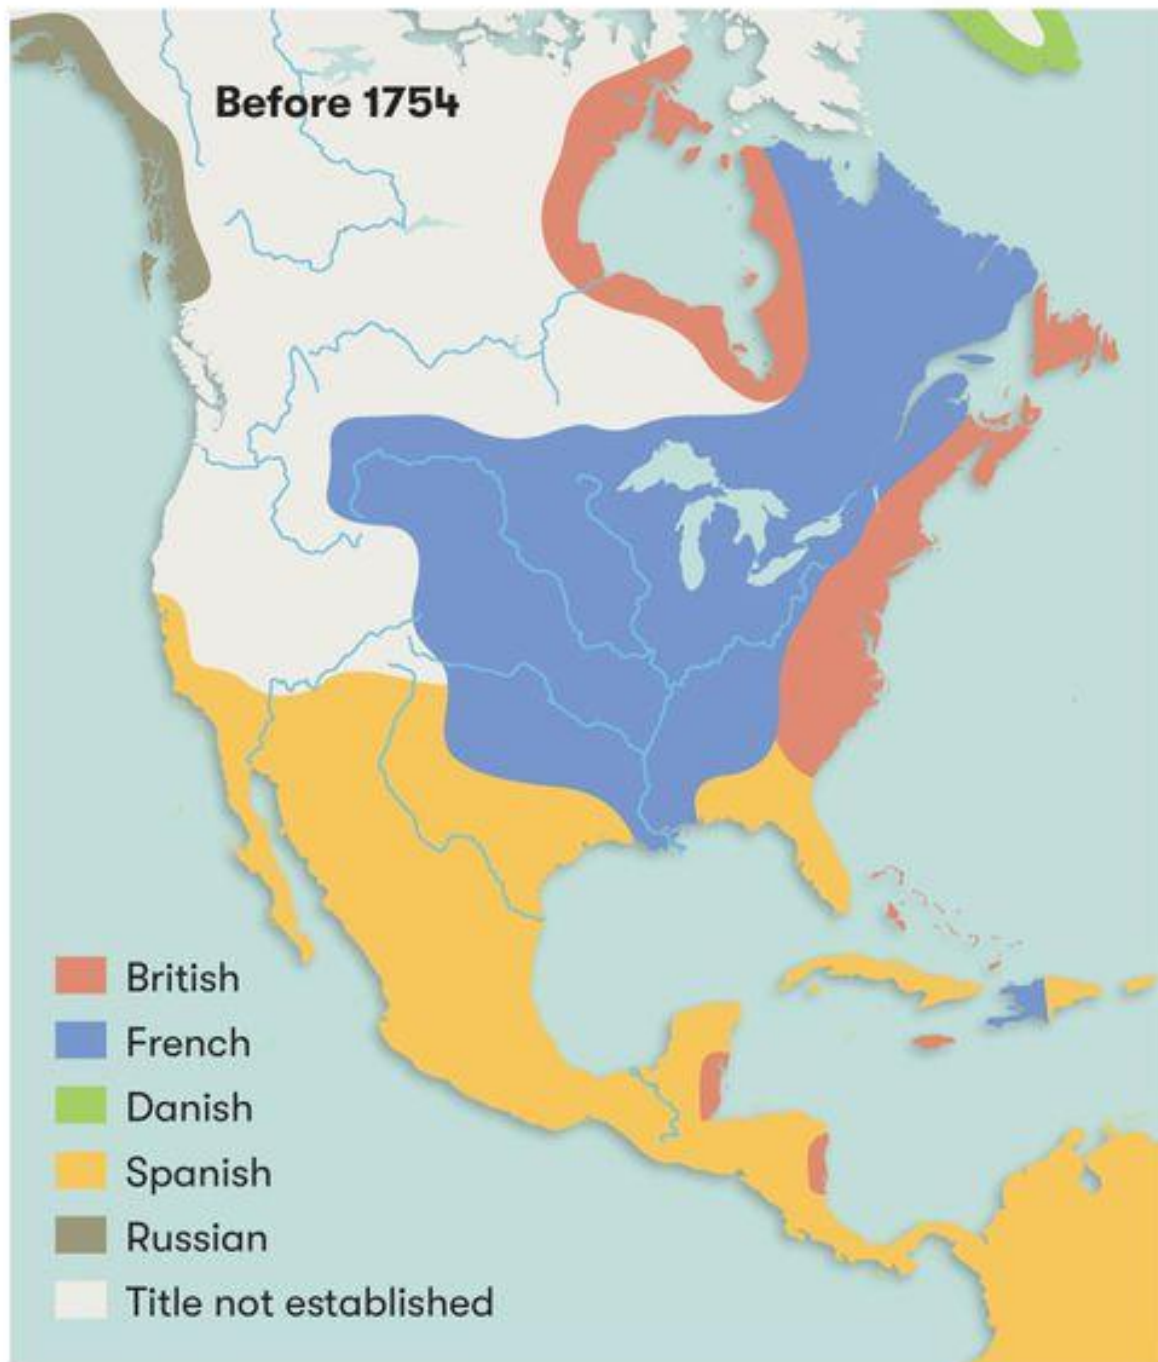 Before 1754
British
French
Danish
Spanish
Russian
Title not established